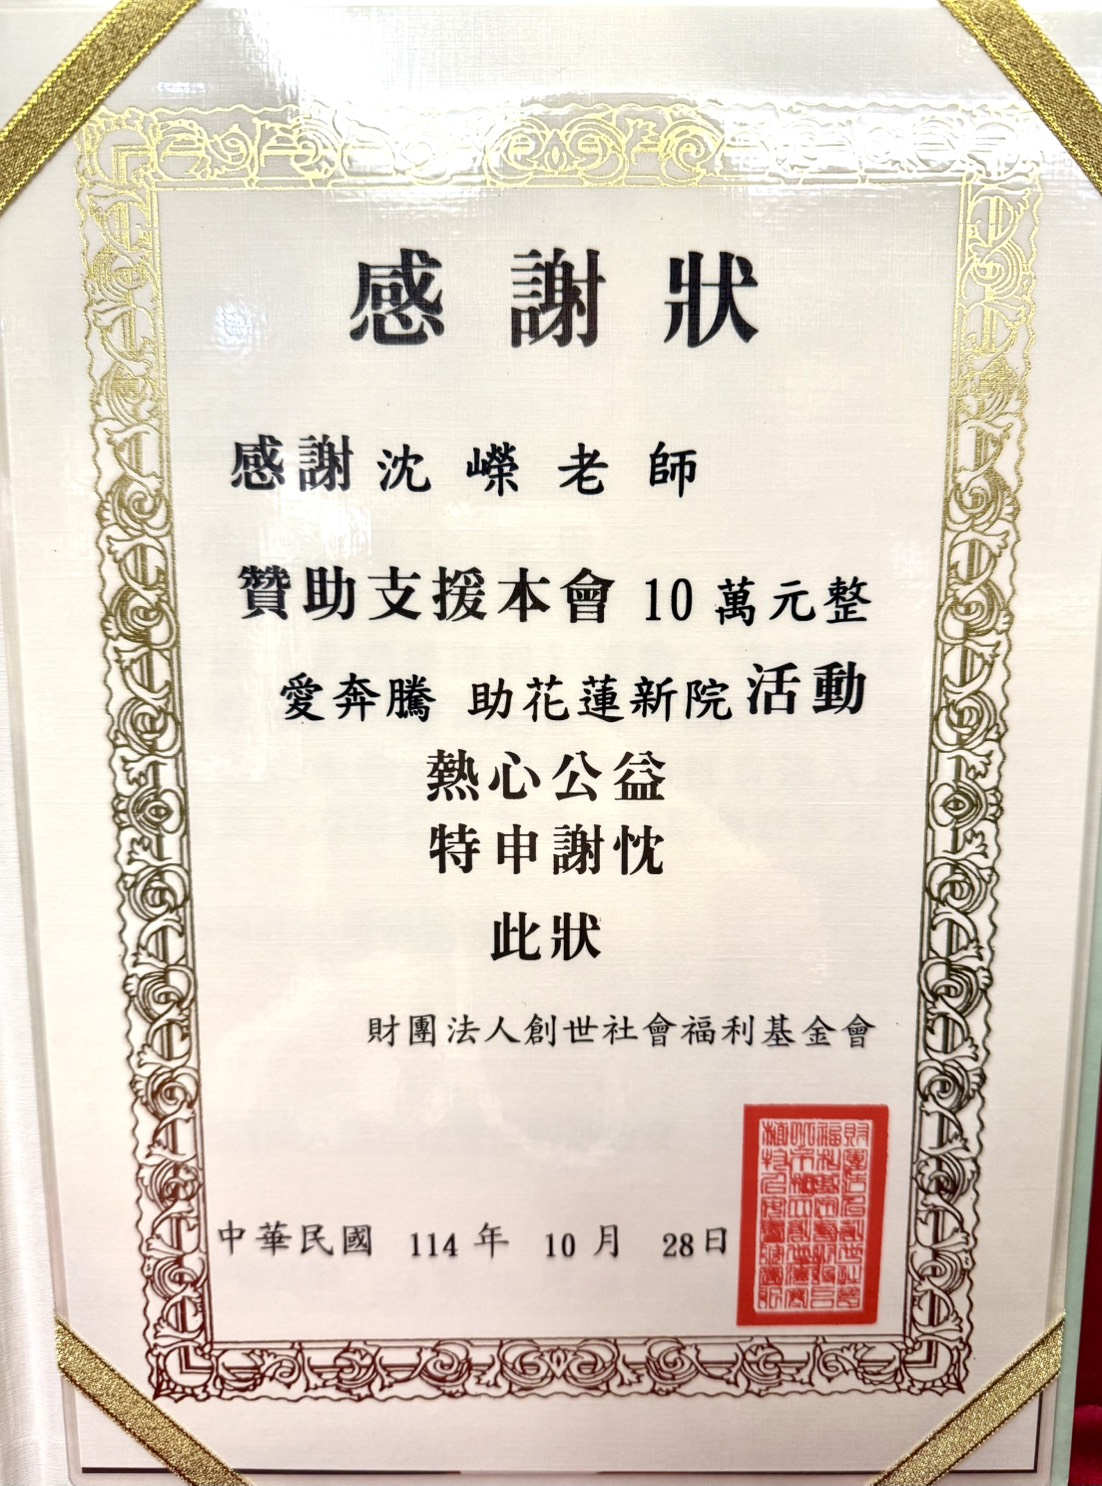 感謝狀
感謝沈嶸老師
贊助支援本會 10 萬元整
愛奔騰 助花蓮新院活動
熱心公益
特申謝忱
此狀
財團法人創世社會福利基金會
中華民國 114 年 10 月 28日